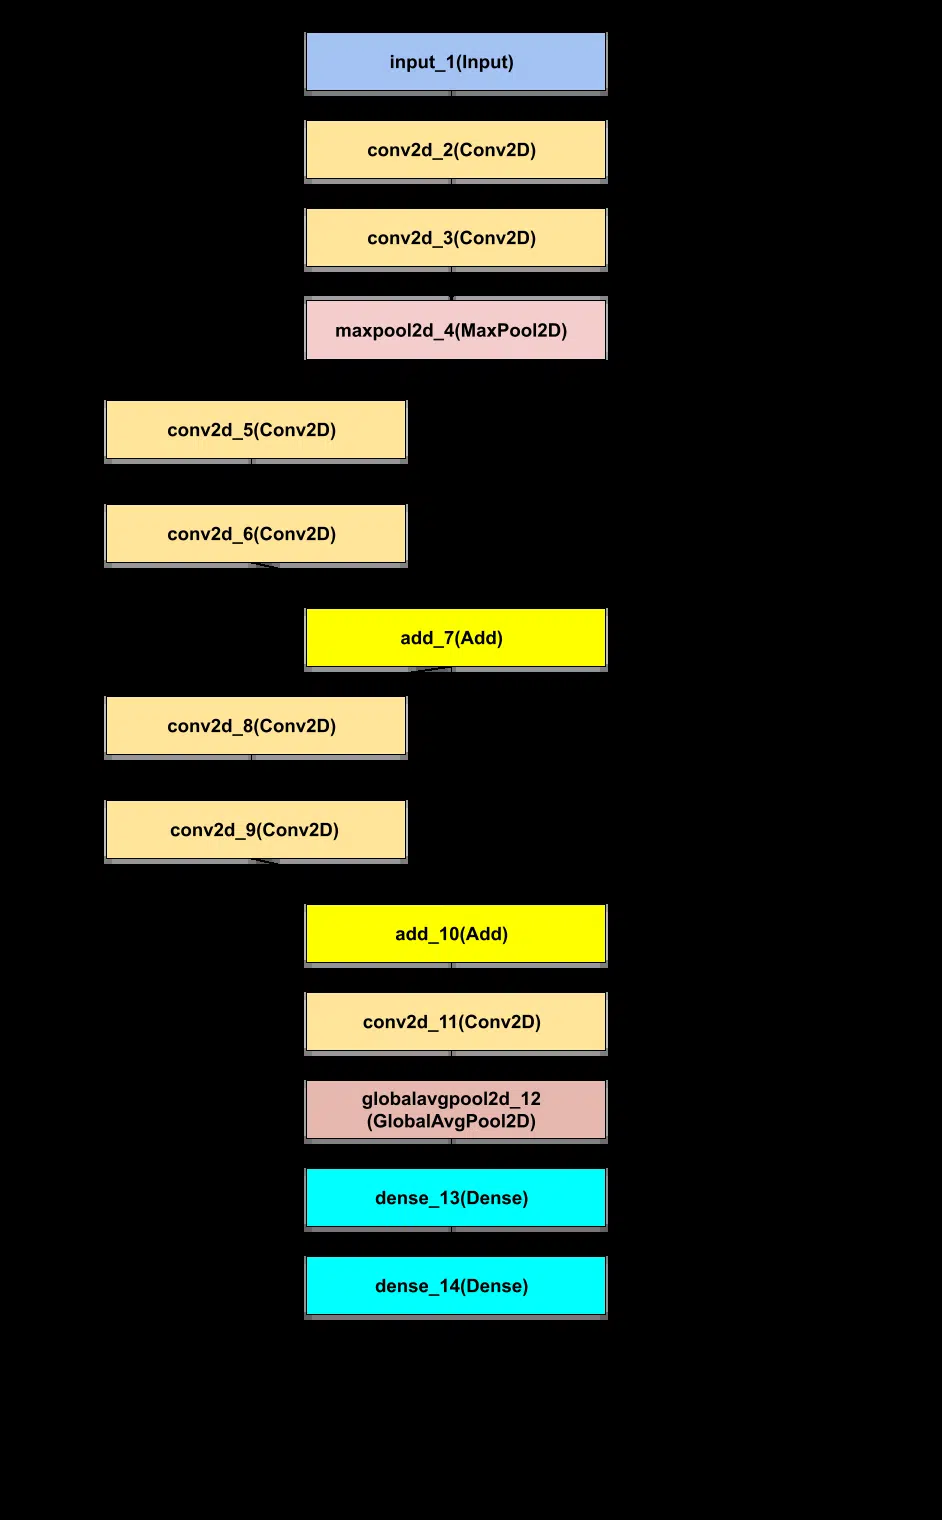 input_1(Input)
conv2d_2(Conv2D)
conv2d_3(Conv2D)
maxpool2d_4(MaxPool2D)
conv2d_5(Conv2D)
conv2d_6(Conv2D)
add_7(Add)
conv2d_8(Conv2D)
conv2d_9(Conv2D)
add_10(Add)
conv2d_11(Conv2D)
globalavgpool2d_12
(GlobalAvgPool2D)
dense_13(Dense)
dense_14(Dense)